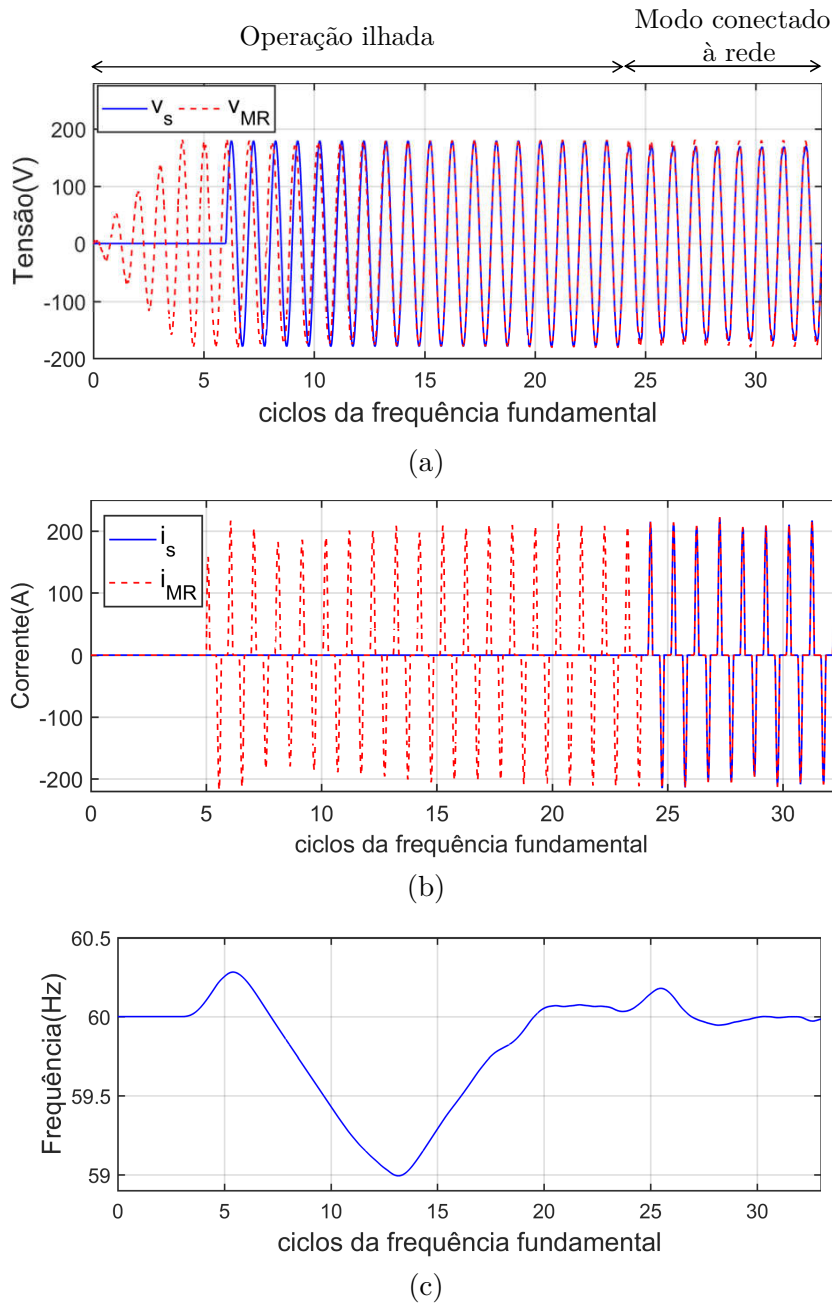 Operação ilhada
Modo conectado
à rede
v_s v_MR
Tensão(V)
200
100
0
-100
-200
0 5 10 15 20 25 30
ciclos da frequência fundamental
(a)
i_s
i_MR
Corrente(A)
200
100
0
-100
-200
0 5 10 15 20 25 30
ciclos da frequência fundamental
(b)
Frequência(Hz)
60.5
60
59.5
59
0 5 10 15 20 25 30
ciclos da frequência fundamental
(c)